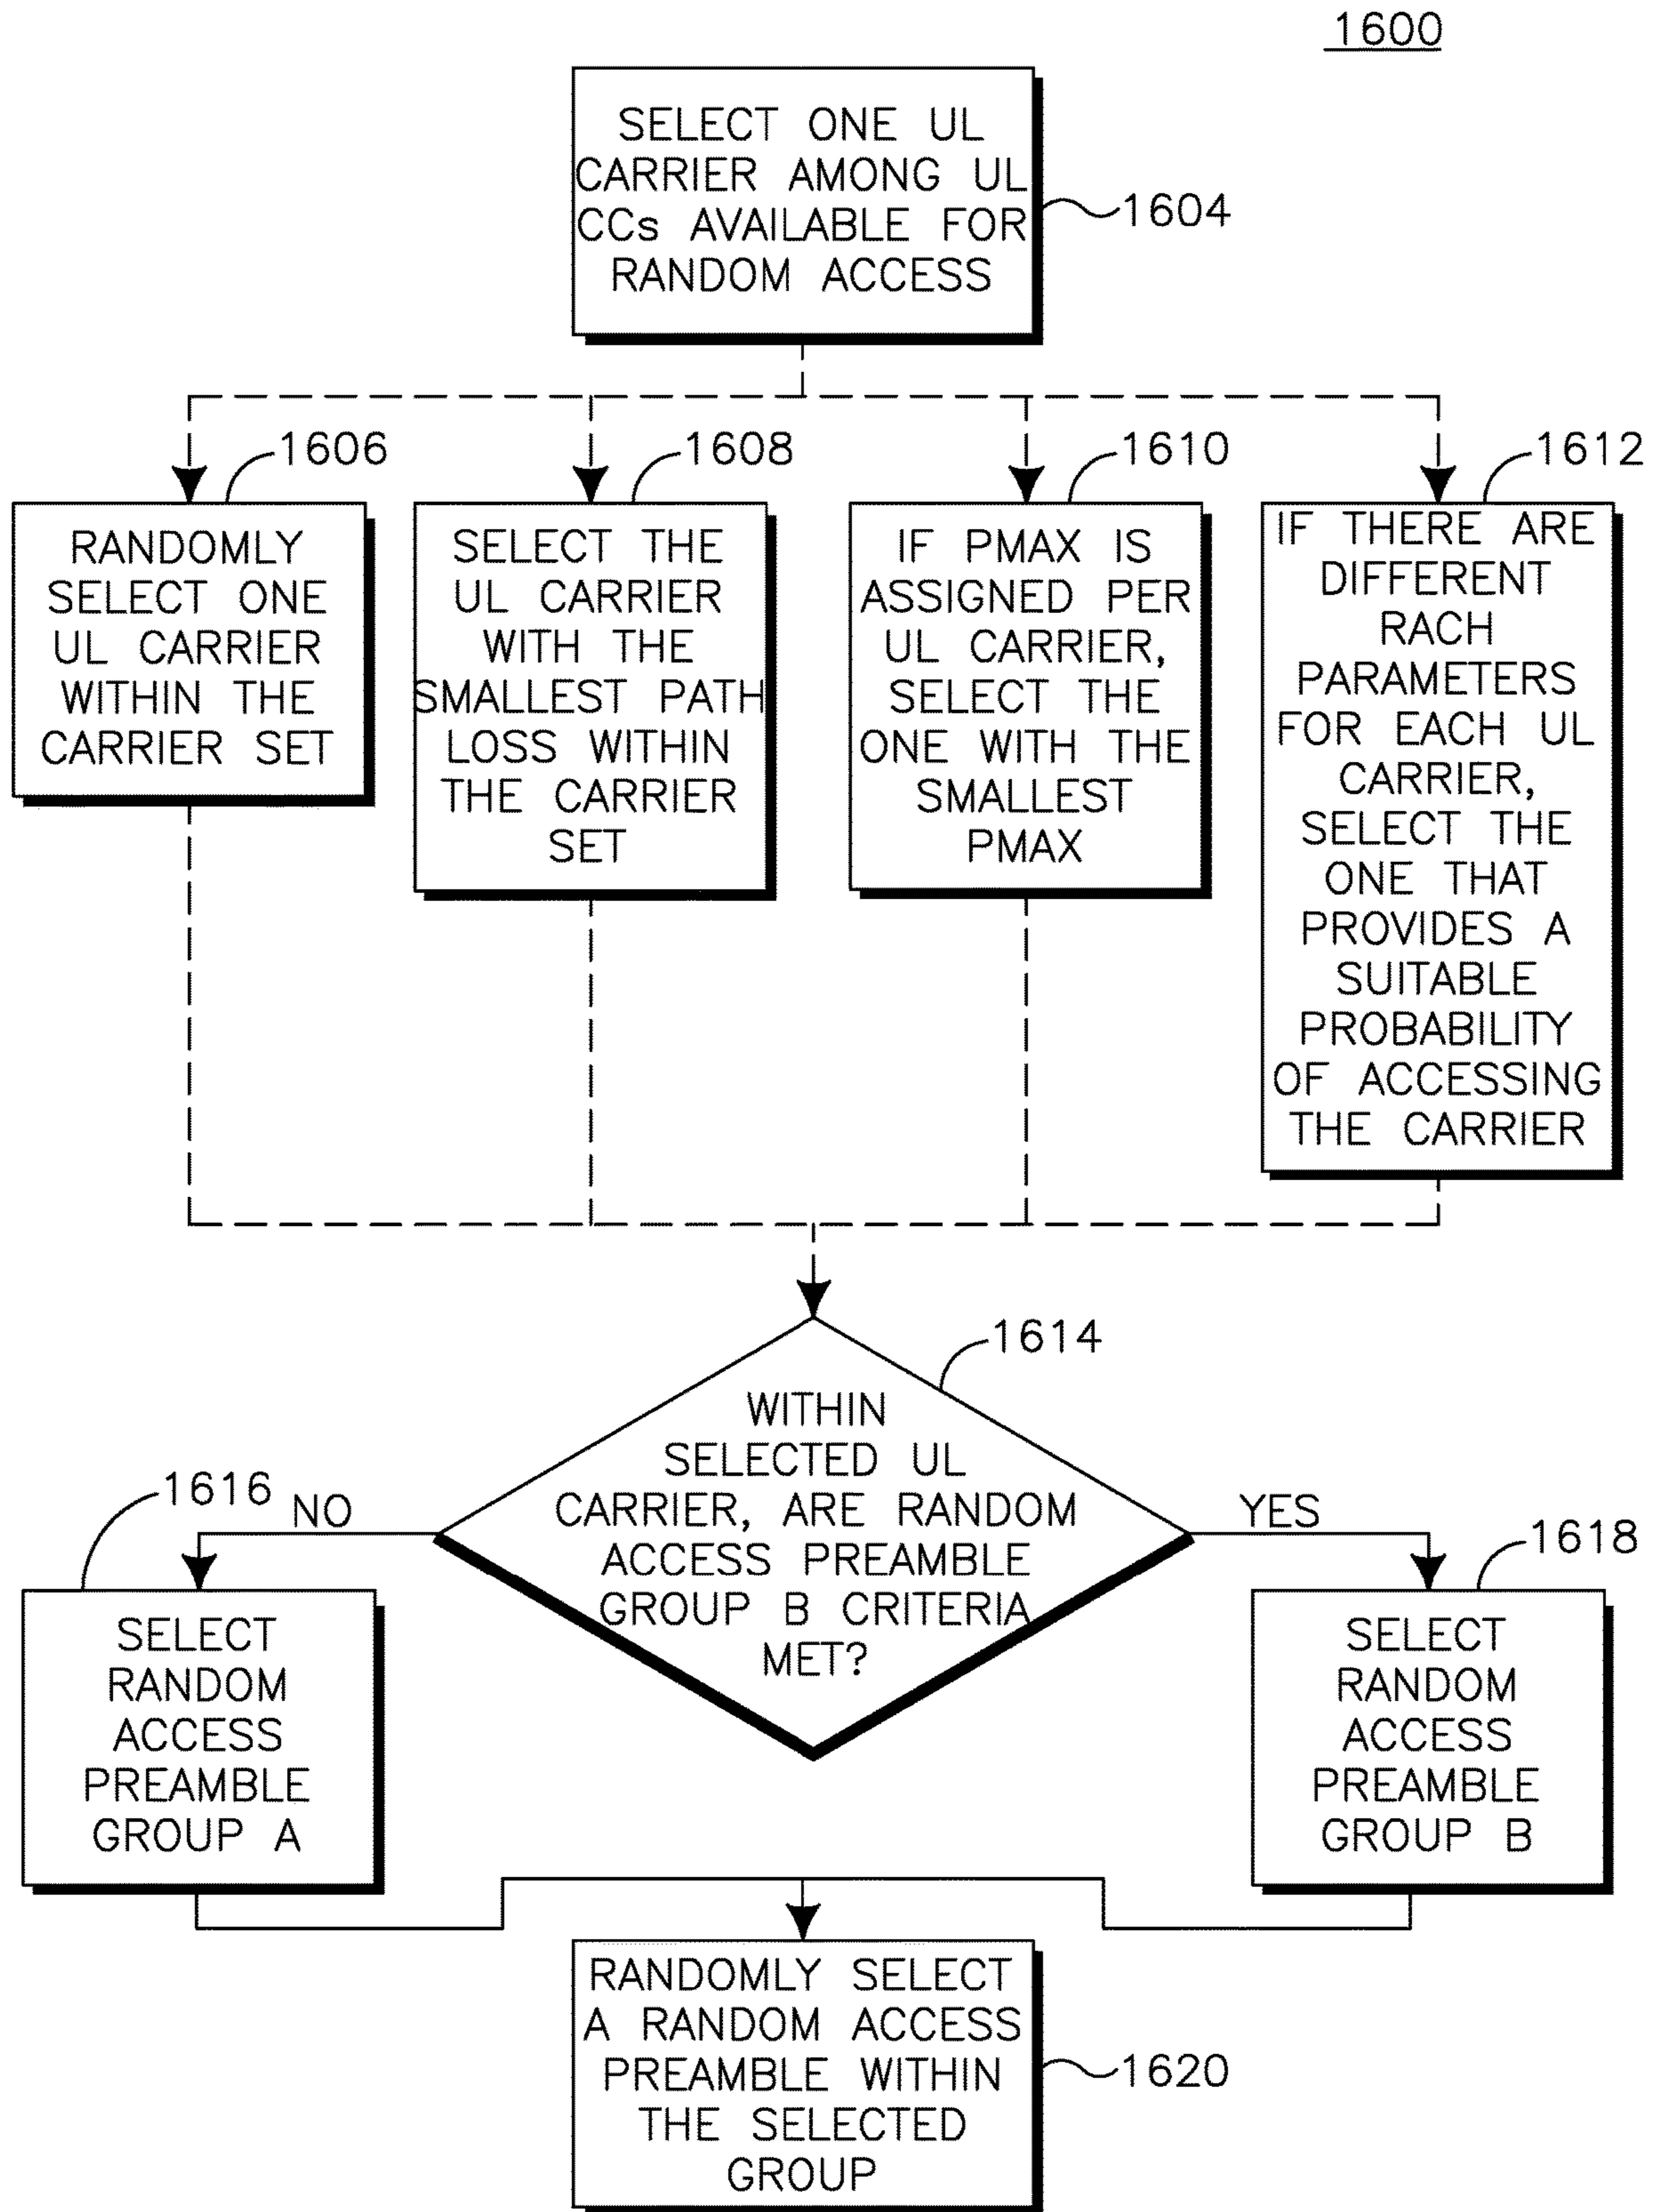 1600
SELECT ONE UL
CARRIER AMONG UL
CCs AVAILABLE FOR
RANDOM ACCESS
1604
1606
RANDOMLY
SELECT ONE
UL CARRIER
WITHIN THE
CARRIER SET
1608
SELECT THE
UL CARRIER
WITH THE
SMALLEST PATH
LOSS WITHIN
THE CARRIER
SET
1610
IF PMAX IS
ASSIGNED PER
UL CARRIER,
SELECT THE
ONE WITH THE
SMALLEST
PMAX
1612
IF THERE ARE
DIFFERENT
RACH
PARAMETERS
FOR EACH UL
CARRIER,
SELECT THE
ONE THAT
PROVIDES A
SUITABLE
PROBABILITY
OF ACCESSING
THE CARRIER
1614
WITHIN
SELECTED UL
CARRIER, ARE RANDOM
ACCESS PREAMBLE
GROUP B CRITERIA
MET?
NO
YES
1616
SELECT
RANDOM
ACCESS
PREAMBLE
GROUP A
1618
SELECT
RANDOM
ACCESS
PREAMBLE
GROUP B
RANDOMLY SELECT
A RANDOM ACCESS
PREAMBLE WITHIN
THE SELECTED
GROUP
1620